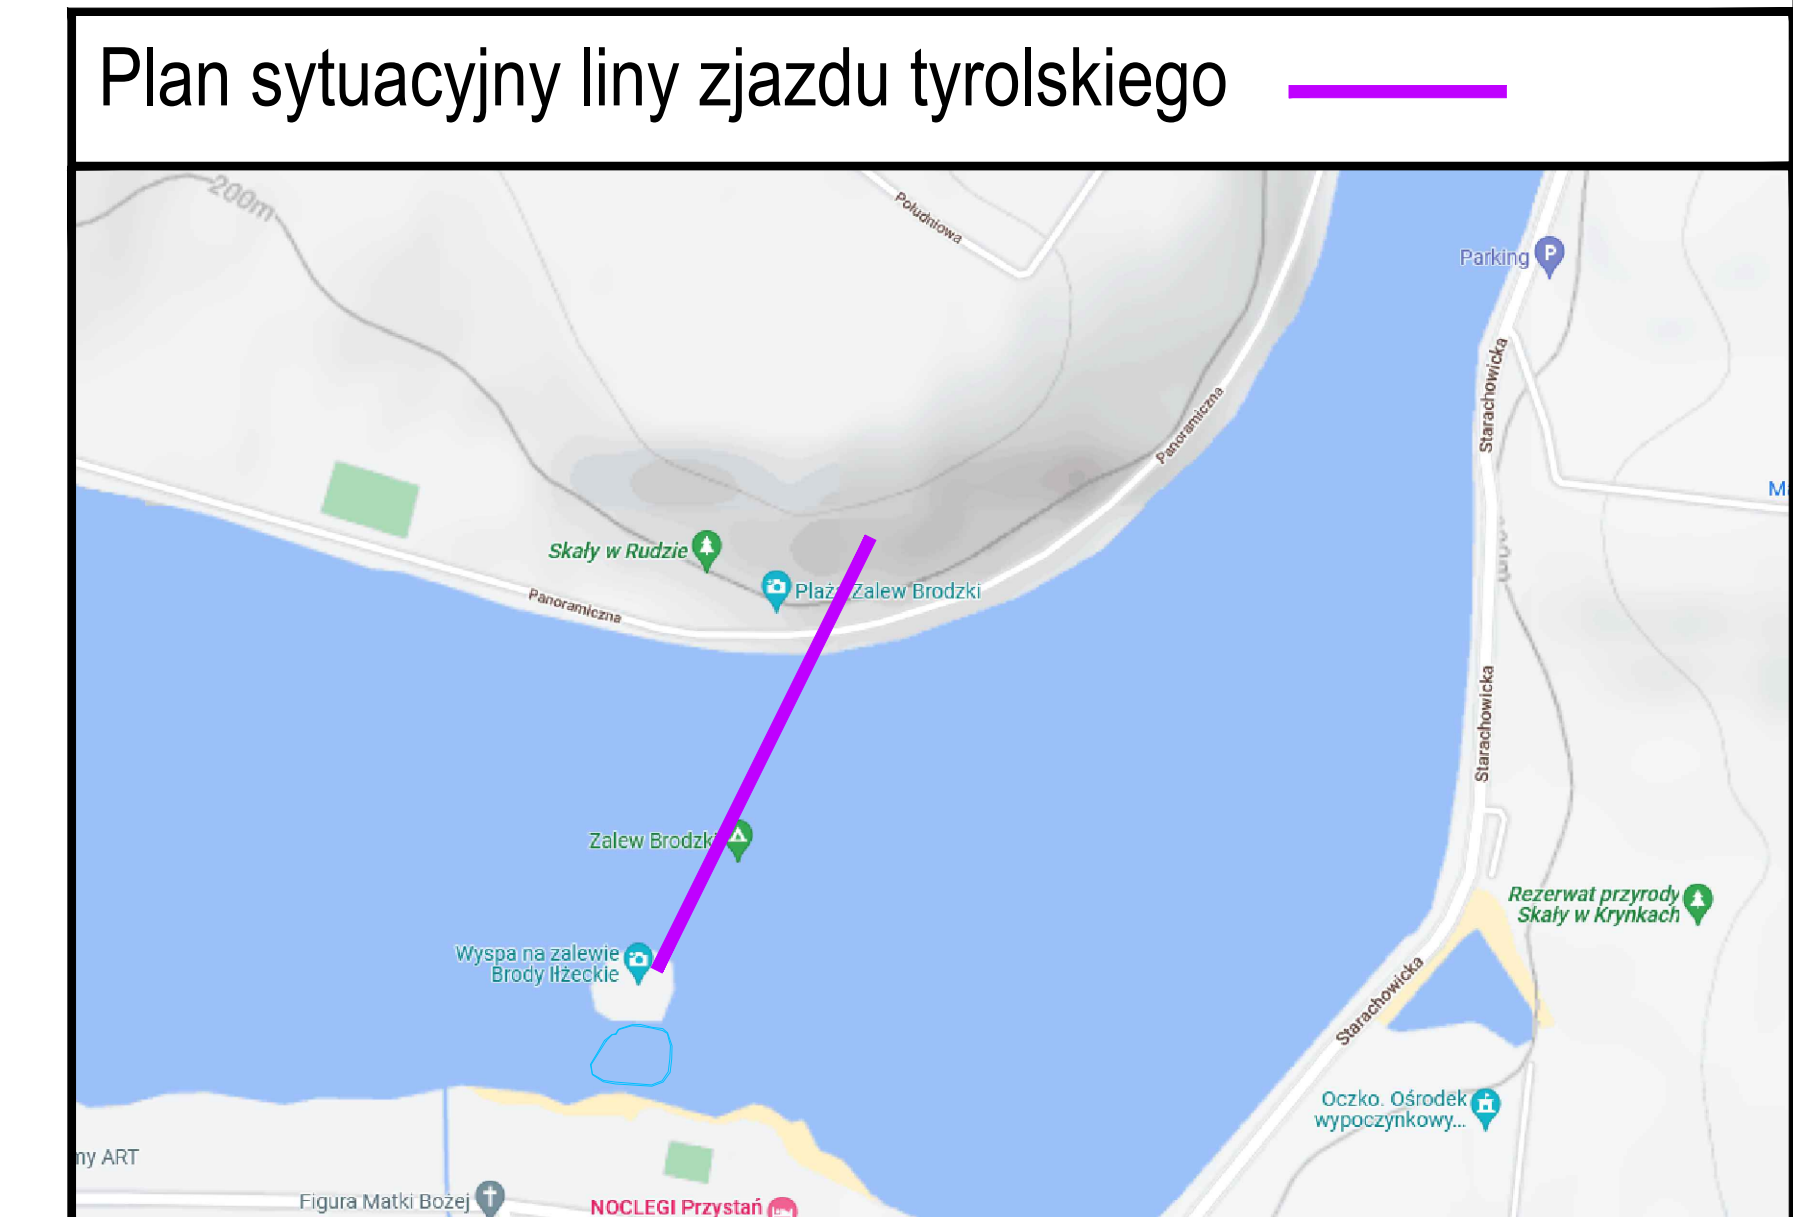 Plan sytuacyjny liny zjazdu tyrolskiego
200m
Południowa
Parking
P
Starachowicka
Panoramiczna
Skały w Rudzie
Plaża Zalew Brodzki
Panoramiczna
Starachowicka
Zalew Brodzki
Rezerwat przyrody
Skały w Krynkach
Wyspa na zalewie
Brody Iłżeckie
Starachowicka
Oczko. Ośrodek
wypoczynkowy...
my ART
Figura Matki Bożej
NOCLEGI Przystań